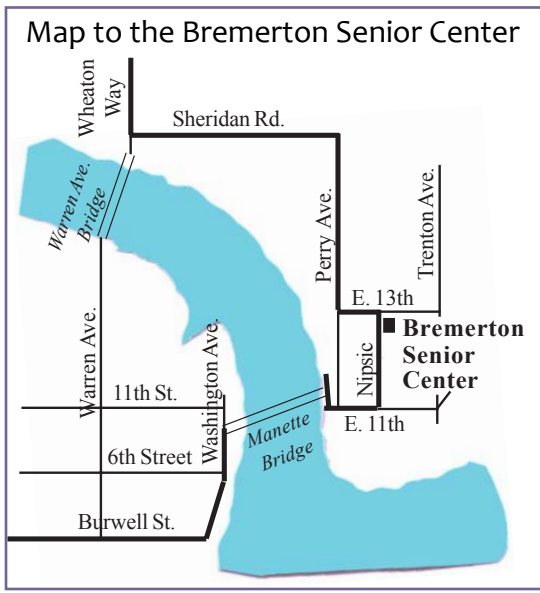 Map to the Bremerton Senior Center
Wheaton
Way
Sheridan Rd.
Warren Ave.
Bridge
Perry Ave.
Trenton Ave.
E. 13th
Bremerton
Senior
Center
Nipsic
Warren Ave.
Washington Ave.
11th St.
E. 11th
Manette
Bridge
6th Street
Burwell St.